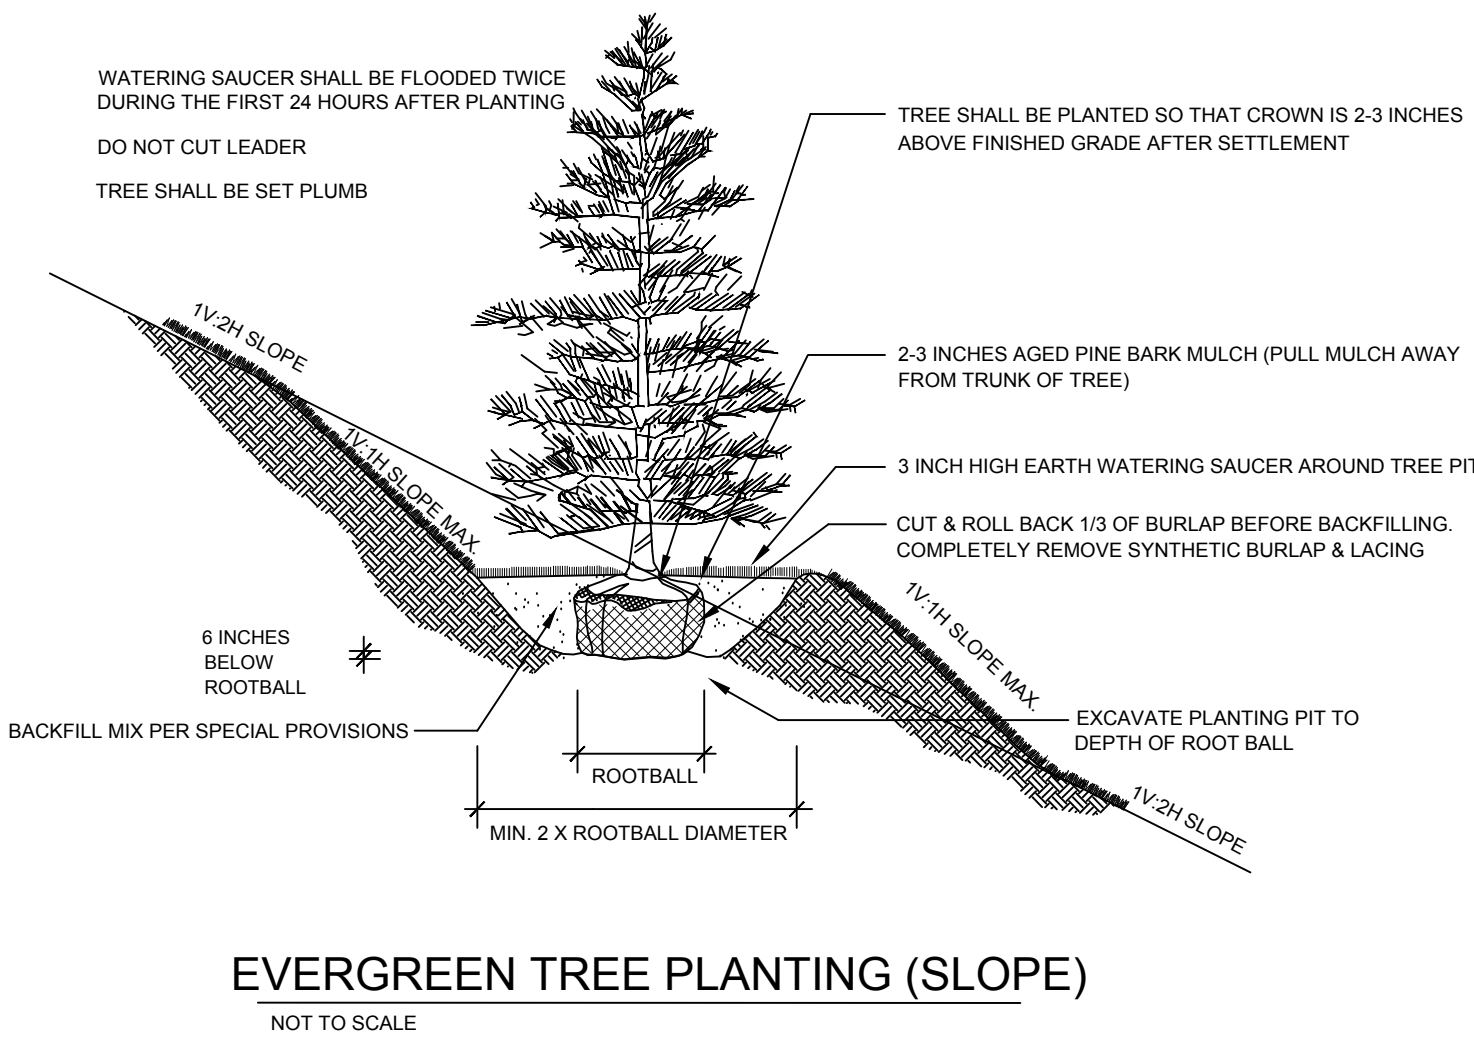 WATERING SAUCER SHALL BE FLOODED TWICE
DURING THE FIRST 24 HOURS AFTER PLANTING
DO NOT CUT LEADER
TREE SHALL BE SET PLUMB
TREE SHALL BE PLANTED SO THAT CROWN IS 2-3 INCHES
ABOVE FINISHED GRADE AFTER SETTLEMENT
1V:2H SLOPE
1V:1H SLOPE MAX.
2-3 INCHES AGED PINE BARK MULCH (PULL MULCH AWAY
FROM TRUNK OF TREE)
3 INCH HIGH EARTH WATERING SAUCER AROUND TREE PIT
CUT & ROLL BACK 1/3 OF BURLAP BEFORE BACKFILLING.
COMPLETELY REMOVE SYNTHETIC BURLAP & LACING
1V:1H SLOPE MAX.
6 INCHES
BELOW
ROOTBALL
BACKFILL MIX PER SPECIAL PROVISIONS
EXCAVATE PLANTING PIT TO
DEPTH OF ROOT BALL
ROOTBALL
MIN. 2 X ROOTBALL DIAMETER
1V:2H SLOPE
EVERGREEN TREE PLANTING (SLOPE)
NOT TO SCALE